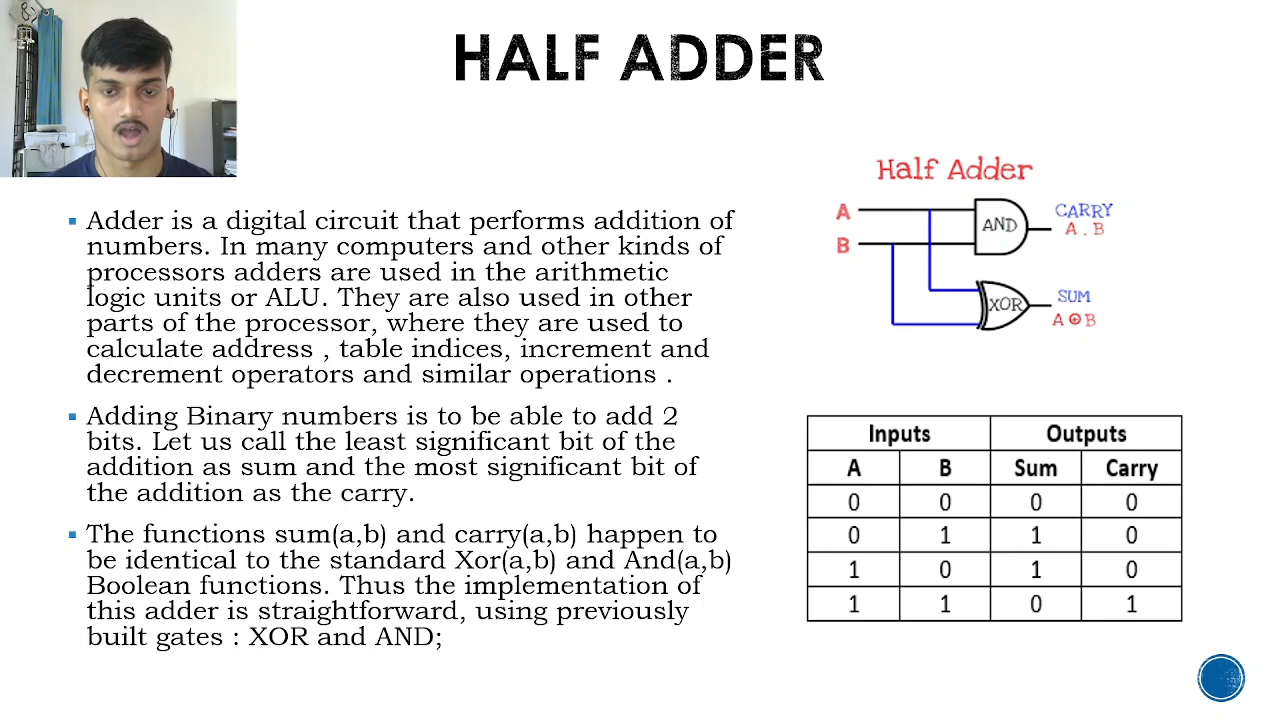 HALF ADDER
Adder is a digital circuit that performs addition of
numbers. In many computers and other kinds of
processors adders are used in the arithmetic
logic units or ALU. They are also used in other
parts of the processor, where they are used to
calculate address , table indices, increment and
decrement operators and similar operations .
Adding Binary numbers is to be able to add 2
bits. Let us call the least significant bit of the
addition as sum and the most significant bit of
the addition as the carry.
The functions sum(a,b) and carry(a,b) happen to
be identical to the standard Xor(a,b) and And(a,b)
Boolean functions. Thus the implementation of
this adder is straightforward, using previously
built gates : XOR and AND;
Half Adder
A
B
AND
CARRY
A . B
XOR
SUM
A ⊕ B
Inputs Outputs
A B Sum Carry
0 0 0 0
0 1 1 0
1 0 1 0
1 1 0 1